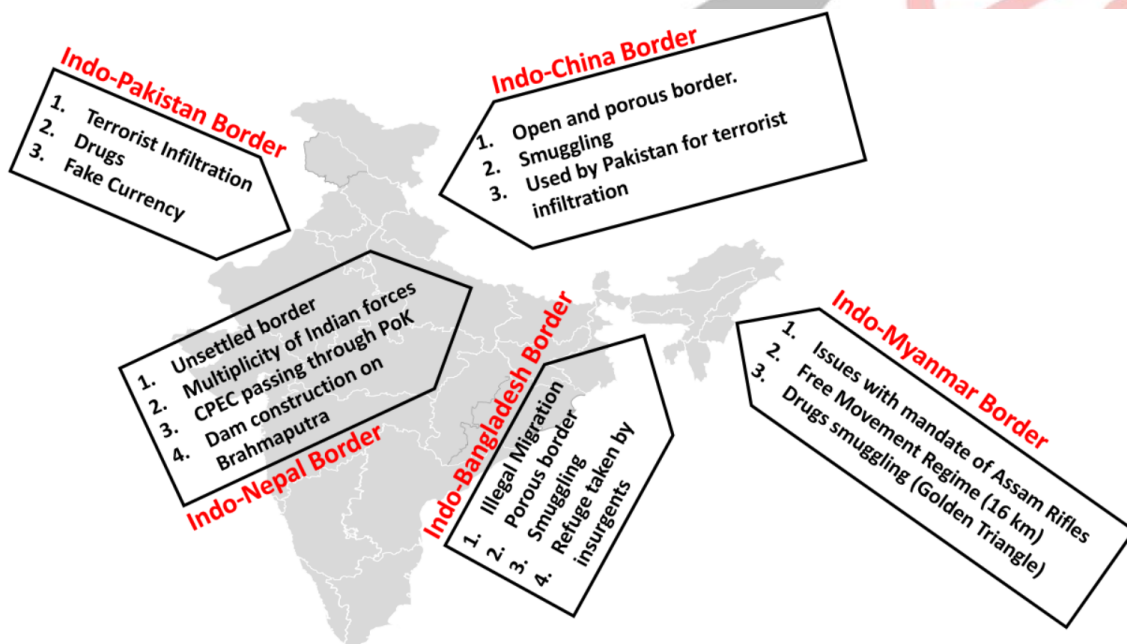 Indo-Pakistan Border
1. Terrorist Infiltration
2. Drugs
3. Fake Currency
Indo-China Border
1. Open and porous border.
2. Smuggling
3. Used by Pakistan for terrorist
infiltration
1. Unsettled border
2. Multiplicity of Indian forces
3. CPEC passing through PoK
4. Dam construction on
Brahmaputra
Indo-Nepal Border
Indo-Bangladesh Border
1. Illegal Migration
2. Porous border
3. Smuggling
4. Refuge taken by
insurgents
Indo-Myanmar Border
1. Issues with mandate of Assam Rifles
2. Free Movement Regime (16 km)
3. Drugs smuggling (Golden Triangle)